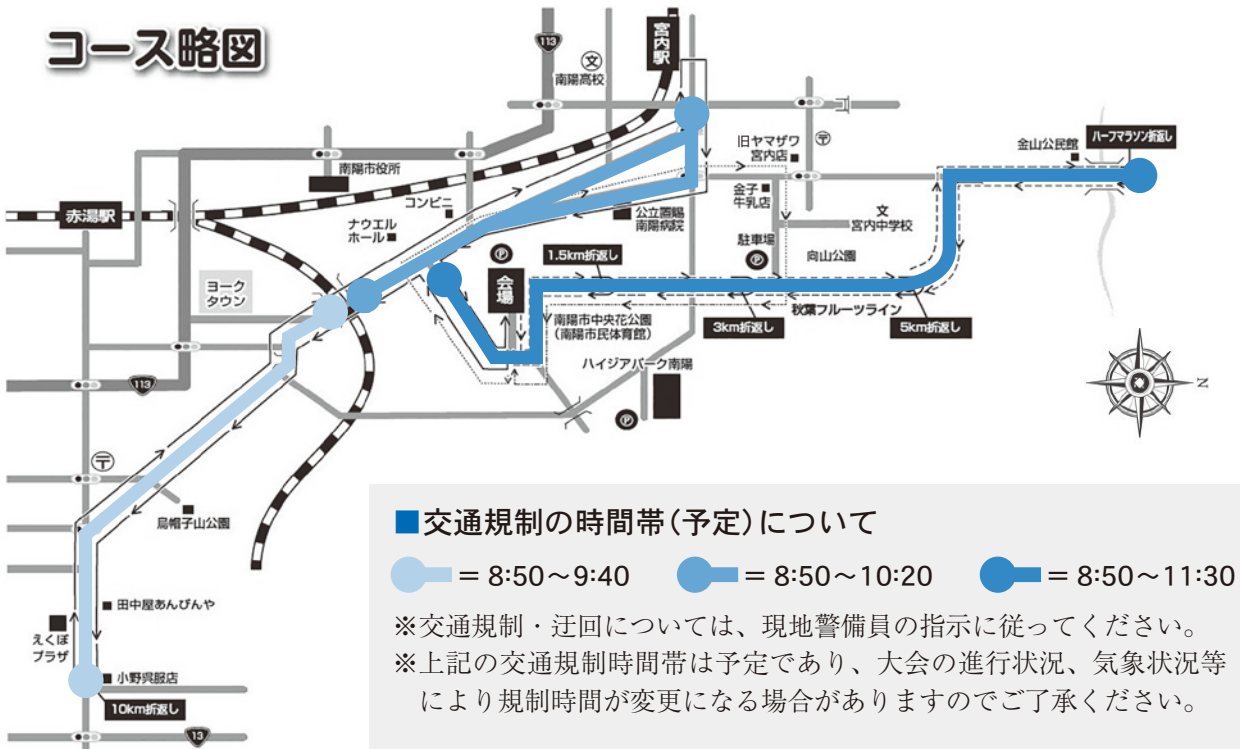 コース略図
113
宮内駅
文
南陽高校
旧ヤマザワ
宮内店
〒
金山公民館
ハーフマラソン折返し
南陽市役所
コンビニ
ナウエル
ホール
赤湯駅
公立置賜
南陽病院
金子
牛乳店
文
宮内中学校
駐車場
P
向山公園
P
1.5km折返し
会場
ヨーク
タウン
秋葉フルーツライン
南陽市中央花公園
(南陽市民体育館)
3km折返し
5km折返し
ハイジアパーク南陽
P
113
N
〒
烏帽子山公園
田中屋あんびんや
えくぼ
プラザ
小野呉服店
10km折返し
13
■交通規制の時間帯(予定)について
= 8:50～9:40
= 8:50～10:20
= 8:50～11:30
※交通規制・迂回については、現地警備員の指示に従ってください。
※上記の交通規制時間帯は予定であり、大会の進行状況、気象状況等
により規制時間が変更になる場合がありますのでご了承ください。